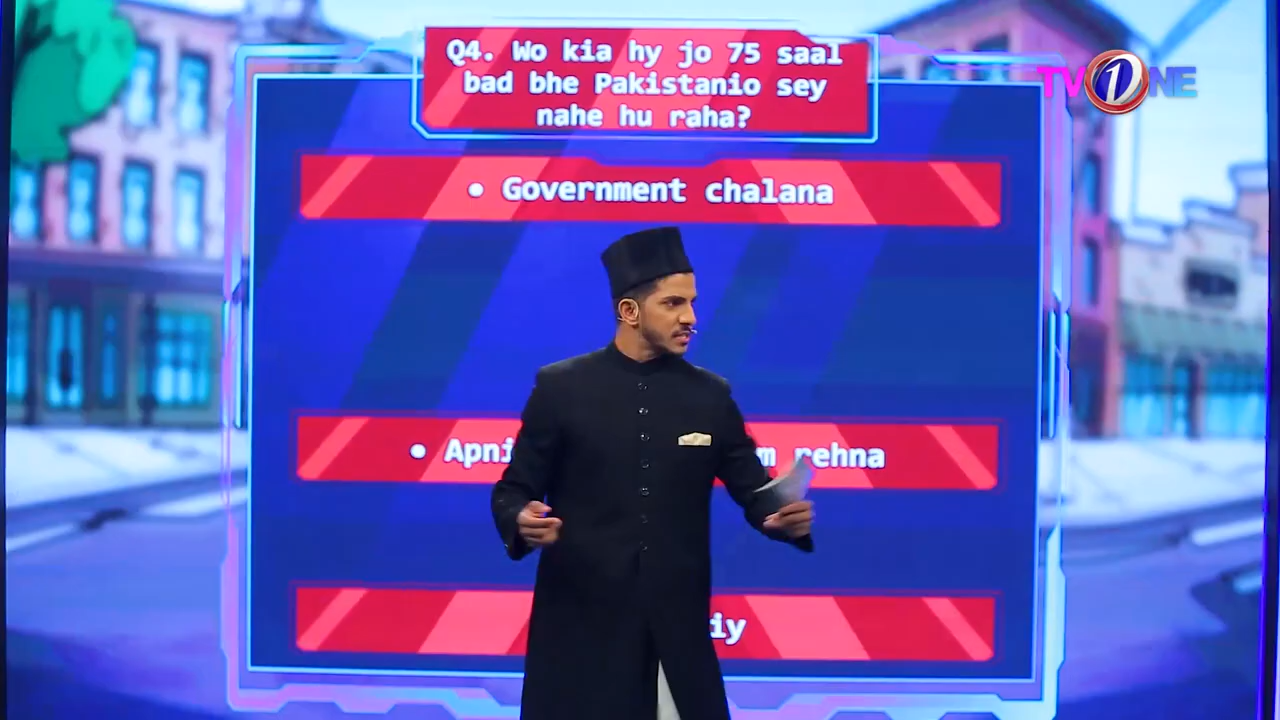 Q4. Wo kia hy jo 75 saal
bad bhe Pakistanio sey
nahe hu raha?
TV ONE
• Government chalana
• Apni rehna